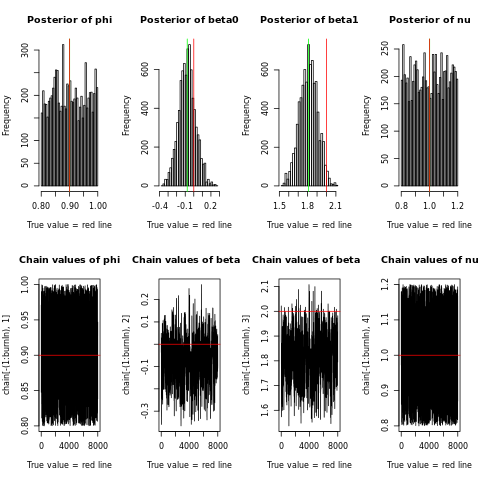 Posterior of phi
Posterior of beta0
Posterior of beta1
Posterior of nu
Frequency
0 50 100 150 200 250 300
0.80 0.90 1.00
True value = red line
Frequency
0 200 400 600
-0.4 -0.1 0.2
True value = red line
Frequency
0 200 400 600
1.5 1.8 2.1
True value = red line
Frequency
0 50 100 150 200 250
0.8 1.0 1.2
True value = red line
Chain values of phi
Chain values of beta
Chain values of beta
Chain values of nu
chain[-(1:burnIn), 1]
0.80 0.85 0.90 0.95 1.00
0 4000 8000
True value = red line
chain[-(1:burnIn), 2]
-0.3 -0.1 0.1 0.2
0 4000 8000
True value = red line
chain[-(1:burnIn), 3]
1.6 1.7 1.8 1.9 2.0 2.1
0 4000 8000
True value = red line
chain[-(1:burnIn), 4]
0.8 0.9 1.0 1.1 1.2
0 4000 8000
True value = red line